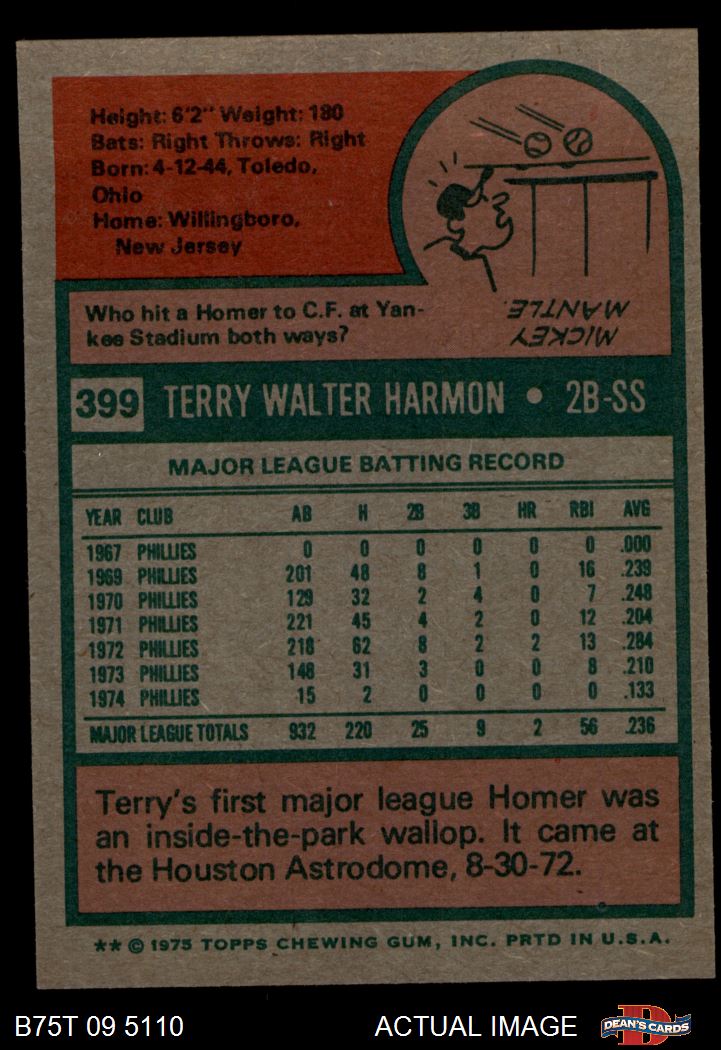 Height: 6'2" Weight: 180
Bats: Right Throws: Right
Born: 4-12-44, Toledo,
Ohio
Home: Willingboro,
New Jersey
Who hit a Homer to C.F. at Yan-
kee Stadium both ways?
MICKEY
MANTLE.
399 TERRY WALTER HARMON • 2B-SS
MAJOR LEAGUE BATTING RECORD
YEAR CLUB AB H 2B 3B HR RBI AVG
1967 PHILLIES 0 0 0 0 0 0 .000
1969 PHILLIES 201 48 8 1 0 16 .239
1970 PHILLIES 129 32 2 4 0 7 .248
1971 PHILLIES 221 45 4 2 0 12 .204
1972 PHILLIES 218 62 8 2 2 13 .284
1973 PHILLIES 148 31 3 0 0 8 .210
1974 PHILLIES 15 2 0 0 0 0 .133
MAJOR LEAGUE TOTALS 932 220 25 9 2 56 .236
Terry's first major league Homer was
an inside-the-park wallop. It came at
the Houston Astrodome, 8-30-72.
** © 1975 TOPPS CHEWING GUM, INC. PRTD IN U.S.A.
B75T 09 5110 ACTUAL IMAGE D DEAN'S CARDS